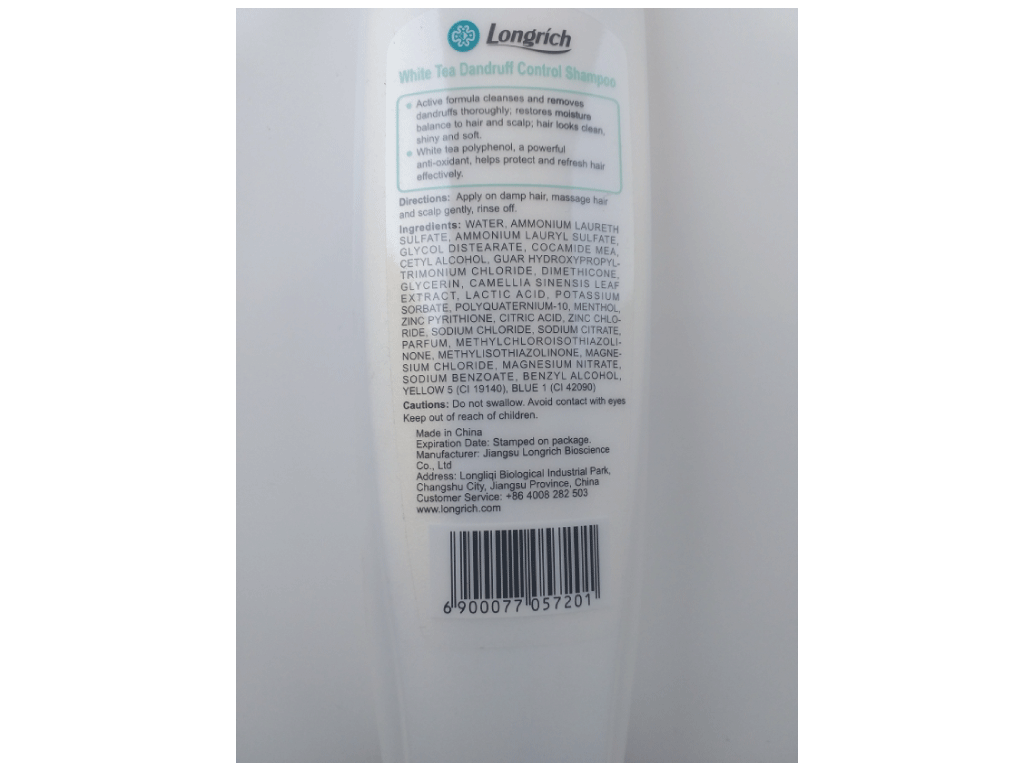 Longrich
White Tea Dandruff Control Shampoo
Active formula cleanses and removes
dandruffs thoroughly; restores moisture
balance to hair and scalp; hair looks clean,
shiny and soft.
White tea polyphenol, a powerful
anti-oxidant, helps protect and refresh hair
effectively.
Directions: Apply on damp hair, massage hair
and scalp gently, rinse off.
Ingredients: WATER, AMMONIUM LAURETH
SULFATE, AMMONIUM LAURYL SULFATE,
GLYCOL DISTEARATE, COCAMIDE MEA,
CETYL ALCOHOL, GUAR HYDROXYPROPYL-
TRIMONIUM CHLORIDE, DIMETHICONE,
GLYCERIN, CAMELLIA SINENSIS LEAF
EXTRACT, LACTIC ACID, POTASSIUM
SORBATE, POLYQUATERNIUM-10, MENTHOL,
ZINC PYRITHIONE, CITRIC ACID, ZINC CHLO-
RIDE, SODIUM CHLORIDE, SODIUM CITRATE,
PARFUM, METHYLCHLOROISOTHIAZOLI-
NONE, METHYLISOTHIAZOLINONE, MAGNE-
SIUM CHLORIDE, MAGNESIUM NITRATE,
SODIUM BENZOATE, BENZYL ALCOHOL,
YELLOW 5 (CI 19140), BLUE 1 (CI 42090)
Cautions: Do not swallow. Avoid contact with eyes
Keep out of reach of children.
Made in China
Expiration Date: Stamped on package.
Manufacturer: Jiangsu Longrich Bioscience
Co., Ltd
Address: Longliqi Biological Industrial Park,
Changshu City, Jiangsu Province, China
Customer Service: +86 4008 282 503
www.longrich.com
6 900077 057201